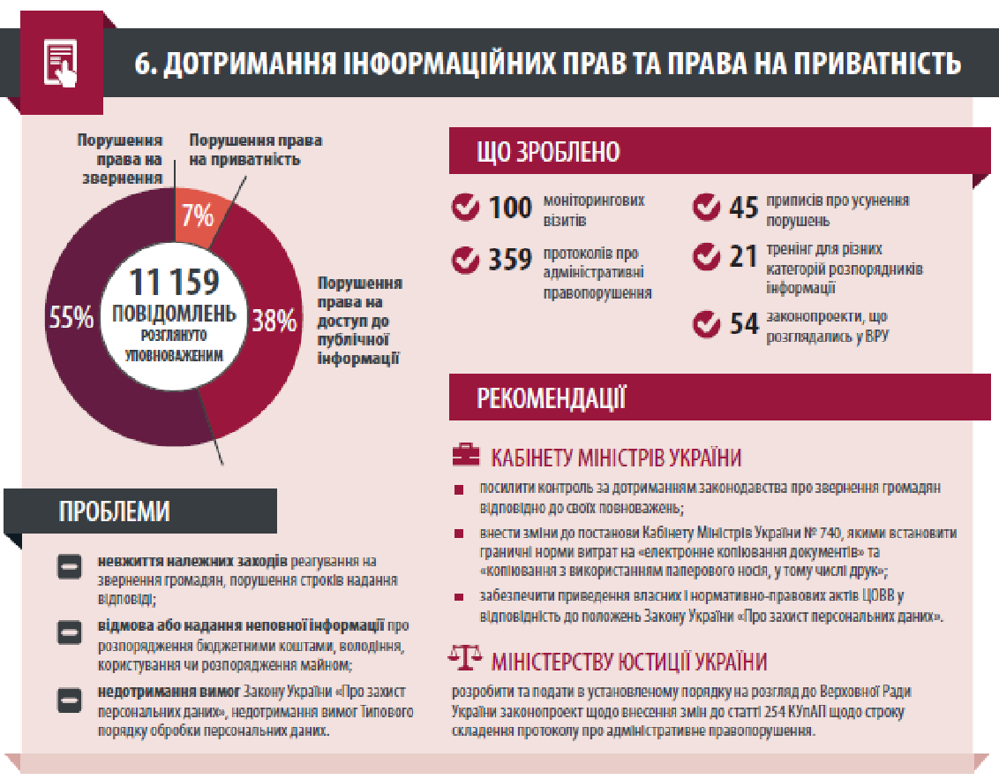 6. ДОТРИМАННЯ ІНФОРМАЦІЙНИХ ПРАВ ТА ПРАВА НА ПРИВАТНІСТЬ
Порушення
права на
звернення
Порушення права
на приватність
7%
55%
38%
11 159
ПОВІДОМЛЕНЬ
РОЗГЛЯНУТО
УПОВНОВАЖЕНИМ
Порушення
права на
доступ до
публічної
інформації
ПРОБЛЕМИ
невжиття належних заходів реагування на
звернення громадян, порушення строків надання
відповіді;
відмова або надання неповної інформації про
розпорядження бюджетними коштами, володіння,
користування чи розпорядження майном;
недотримання вимог Закону України «Про захист
персональних даних», недотримання вимог Типового
порядку обробки персональних даних.
ЩО ЗРОБЛЕНО
100 моніторингових
візитів
359 протоколів про
адміністративні
правопорушення
45 приписів про усунення
порушень
21 тренінг для різних
категорій розпорядників
інформації
54 законопроекти, що
розглядались у ВРУ
РЕКОМЕНДАЦІЇ
КАБІНЕТУ МІНІСТРІВ УКРАЇНИ
посилити контроль за дотриманням законодавства про звернення громадян
відповідно до своїх повноважень;
внести зміни до постанови Кабінету Міністрів України № 740, якими встановити
граничні норми витрат на «електронне копіювання документів» та
«копіювання з використанням паперового носія, у тому числі друк»;
забезпечити приведення власних і нормативно-правових актів ЦОВВ у
відповідність до положень Закону України «Про захист персональних даних».
МІНІСТЕРСТВУ ЮСТИЦІЇ УКРАЇНИ
розробити та подати в установленому порядку на розгляд до Верховної Ради
України законопроект щодо внесення змін до статті 254 КУпАП щодо строку
складення протоколу про адміністративне правопорушення.